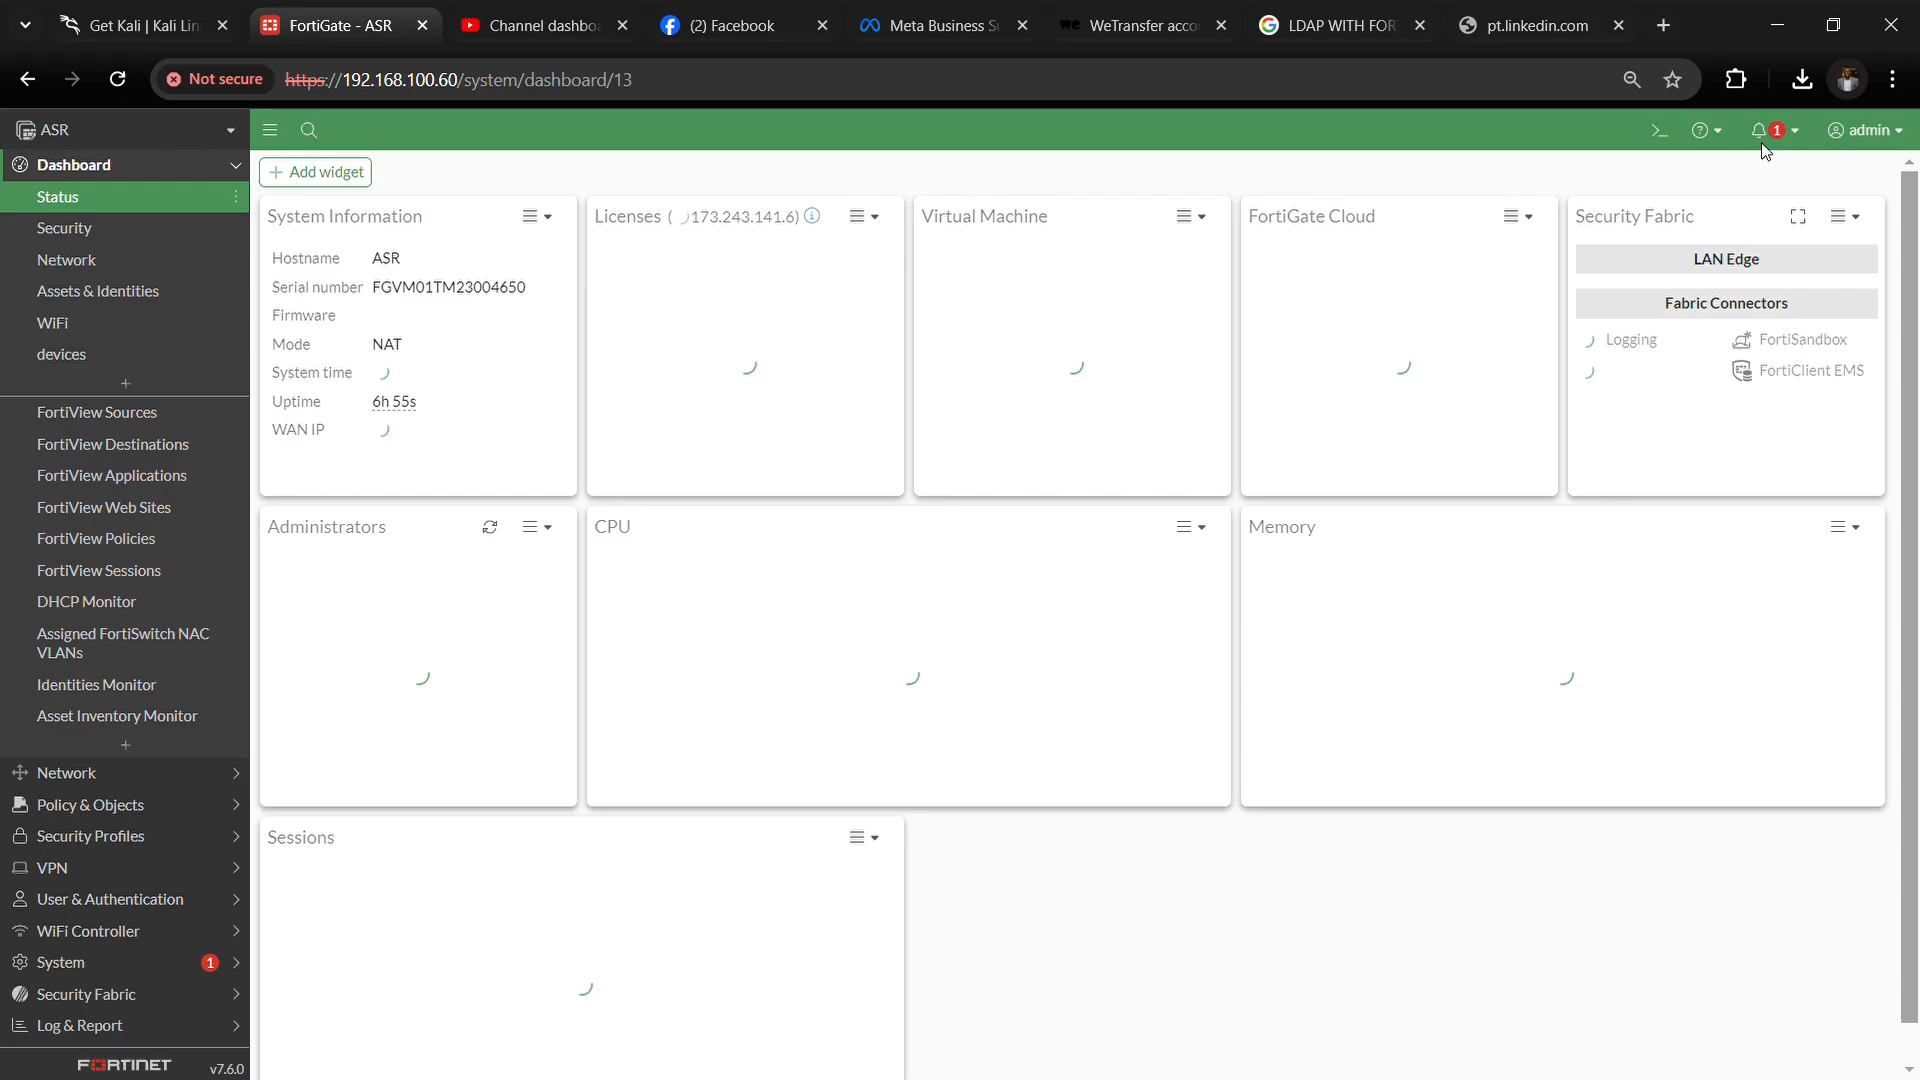 Get Kali | Kali Lin
FortiGate - ASR
Channel dashbo
(2) Facebook
Meta Business S
WeTransfer acco
LDAP WITH FOR
pt.linkedin.com
Not secure
https://192.168.100.60/system/dashboard/13
ASR
1
admin
Dashboard
Status
Security
Network
Assets & Identities
WiFi
devices
FortiView Sources
FortiView Destinations
FortiView Applications
FortiView Web Sites
FortiView Policies
FortiView Sessions
DHCP Monitor
Assigned FortiSwitch NAC
VLANs
Identities Monitor
Asset Inventory Monitor
Network
Policy & Objects
Security Profiles
VPN
User & Authentication
WiFi Controller
System 1
Security Fabric
Log & Report
FORTINET v7.6.0
+ Add widget
System Information
Hostname ASR
Serial number FGVM01TM23004650
Firmware
Mode NAT
System time
Uptime 6h 55s
WAN IP
Licenses ( 173.243.141.6)
Virtual Machine
FortiGate Cloud
Security Fabric
LAN Edge
Fabric Connectors
Logging FortiSandbox
FortiClient EMS
Administrators
CPU
Memory
Sessions